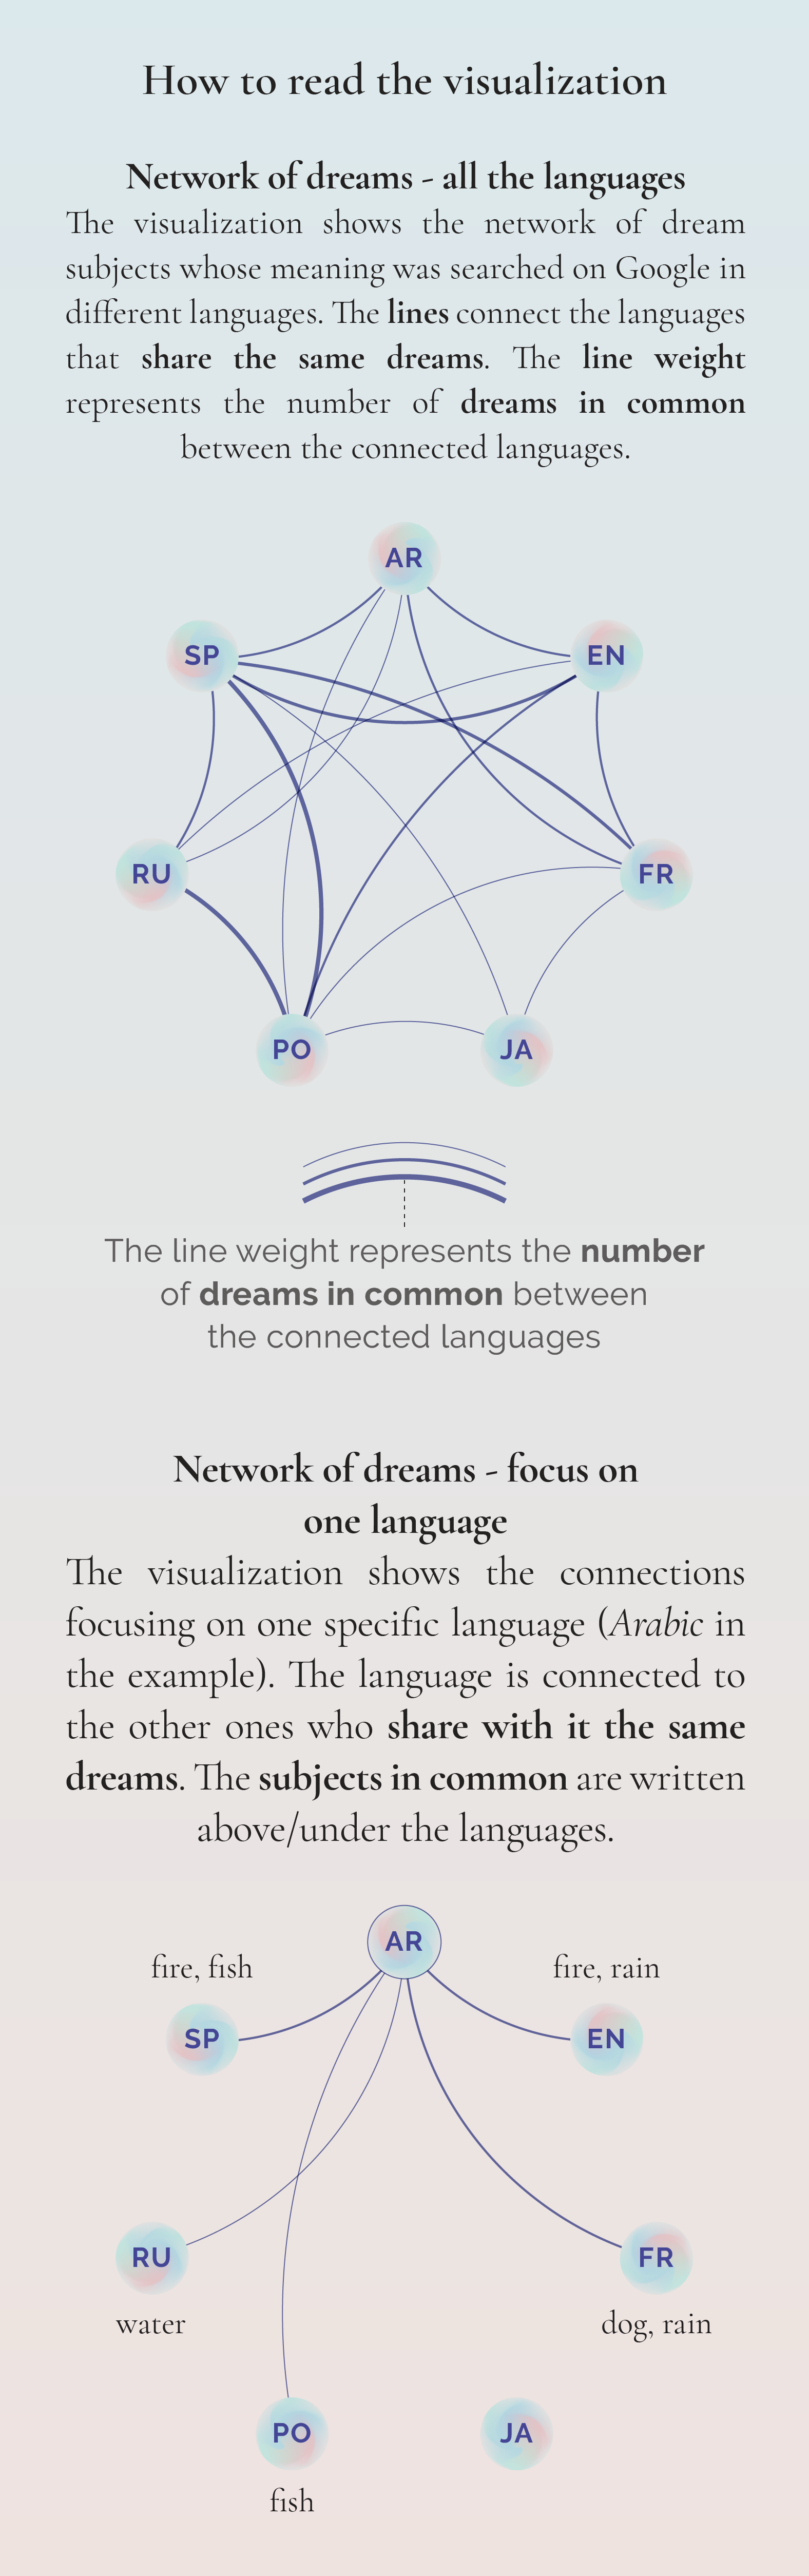 How to read the visualization
Network of dreams - all the languages
The visualization shows the network of dream
subjects whose meaning was searched on Google in
different languages. The lines connect the languages
that share the same dreams. The line weight
represents the number of dreams in common
between the connected languages.
AR
SP
EN
RU
FR
PO
JA
The line weight represents the number
of dreams in common between
the connected languages
Network of dreams - focus on
one language
The visualization shows the connections
focusing on one specific language (Arabic in
the example). The language is connected to
the other ones who share with it the same
dreams. The subjects in common are written
above/under the languages.
AR
fire, fish
fire, rain
SP
EN
RU
FR
water
dog, rain
PO
JA
fish